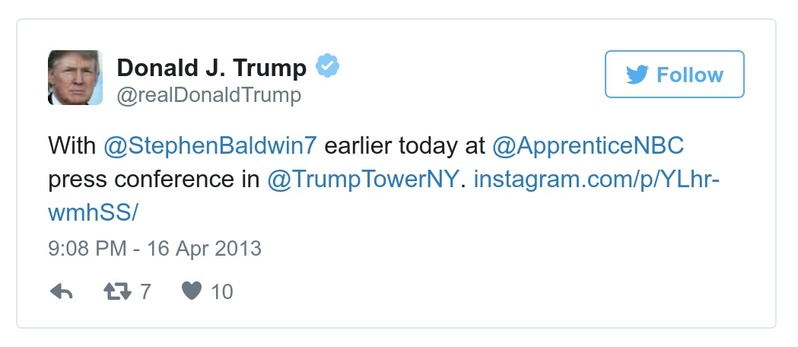 Donald J. Trump
@realDonaldTrump
Follow
With @StephenBaldwin7 earlier today at @ApprenticeNBC
press conference in @TrumpTowerNY. instagram.com/p/YLhr-
wmhSS/
9:08 PM - 16 Apr 2013
7 10